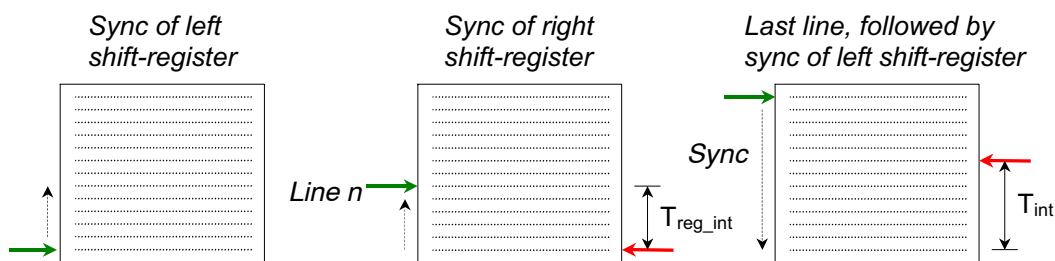 Sync of left
shift-register
Sync of right
shift-register
Last line, followed by
sync of left shift-register
Line n
T_reg_int
Sync
T_int